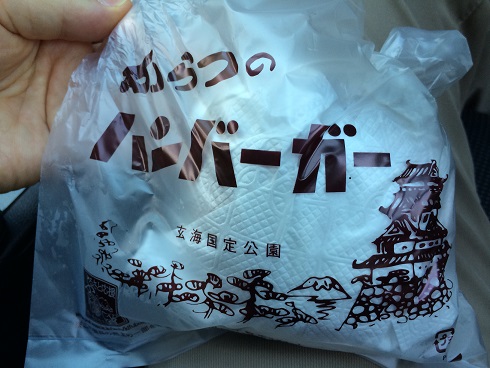 からつの
ハンバーガー
玄海国定公園